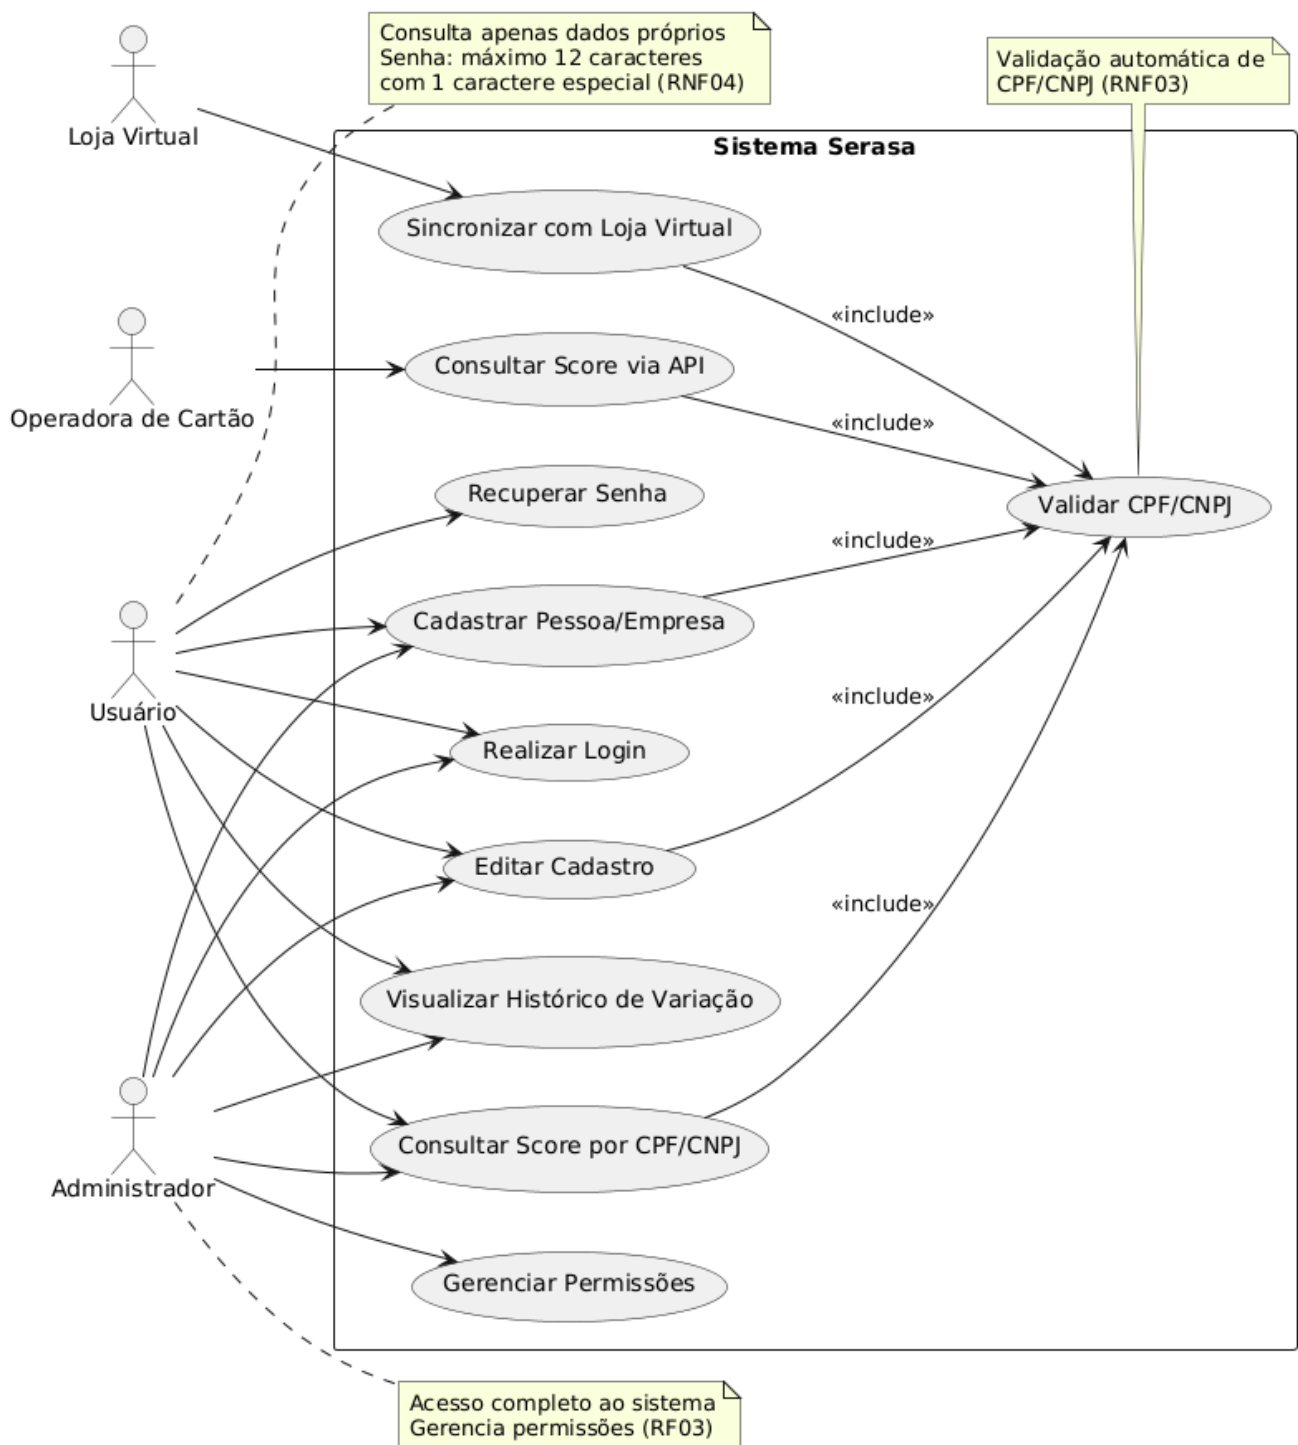 Consulta apenas dados próprios
Senha: máximo 12 caracteres
com 1 caractere especial (RNF04)
Validação automática de
CPF/CNPJ (RNF03)
Loja Virtual
Sistema Serasa
Sincronizar com Loja Virtual
«include»
Consultar Score via API
Operadora de Cartão
«include»
Recuperar Senha
Validar CPF/CNPJ
«include»
Cadastrar Pessoa/Empresa
Usuário
«include»
Realizar Login
Editar Cadastro
«include»
Visualizar Histórico de Variação
Consultar Score por CPF/CNPJ
Administrador
Gerenciar Permissões
Acesso completo ao sistema
Gerencia permissões (RF03)